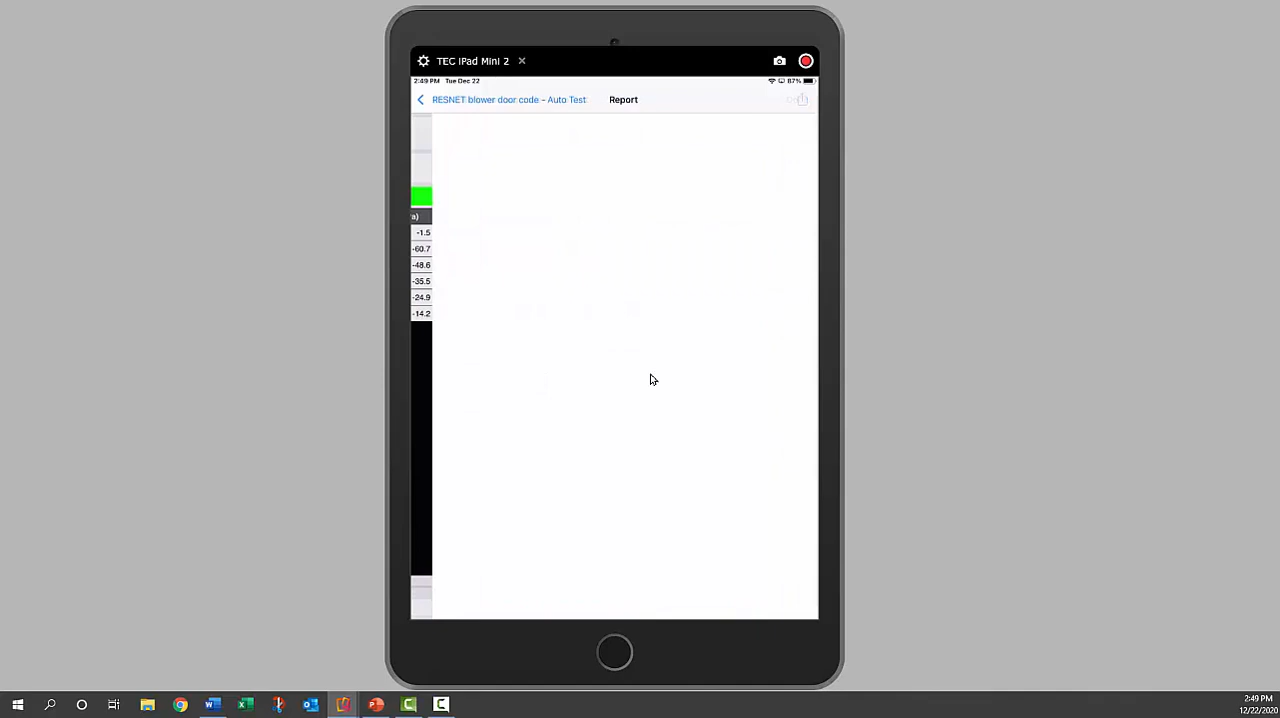 TEC iPad Mini 2
2:49 PM Tue Dec 22
87%
RESNET blower door code - Auto Test
Report
a)
-1.5
-60.7
-48.6
-35.5
-24.9
-14.2
2:49 PM
12/22/2020